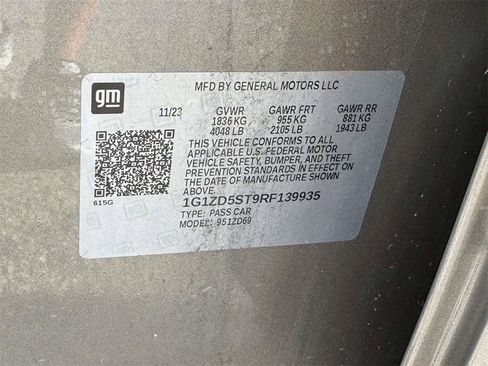 gm
MFD BY GENERAL MOTORS LLC
11/23 GVWR GAWR FRT GAWR RR
1836 KG 955 KG 881 KG
4048 LB 2105 LB 1943 LB
THIS VEHICLE CONFORMS TO ALL
APPLICABLE U.S. FEDERAL MOTOR
VEHICLE SAFETY, BUMPER, AND THEFT
PREVENTION STANDARDS IN EFFECT ON
THE DATE OF MANUFACTURE SHOWN
ABOVE.
615G
1G1ZD5ST9RF139935
TYPE: PASS CAR
MODEL: 951ZD69